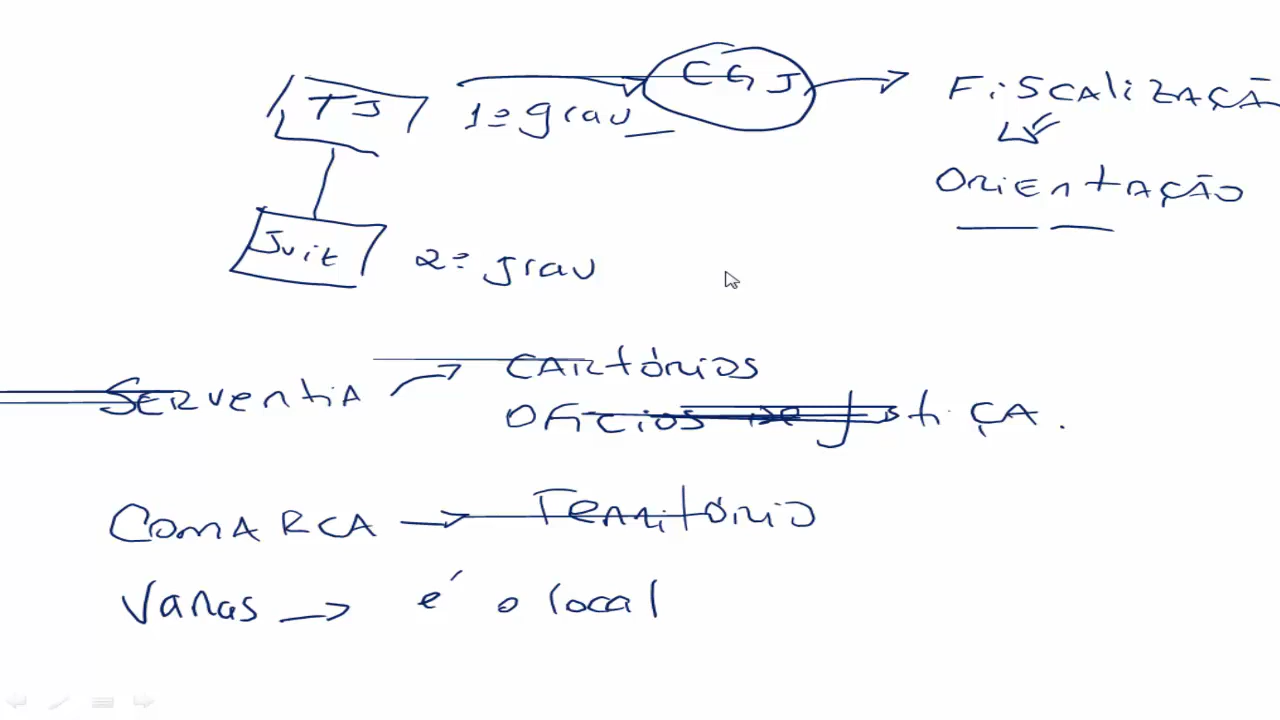 TJ 1º grau CGJ Fiscalização
Orientação
Juiz 2º grau
Serventia Cartórios
Ofícios de Justiça.
Comarca Território
Varas é o local